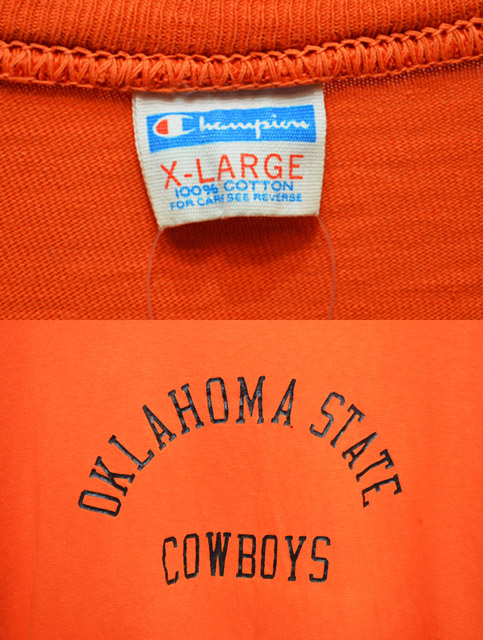 Champion
X-LARGE
100% COTTON
FOR CARE SEE REVERSE
OKLAHOMA STATE
COWBOYS